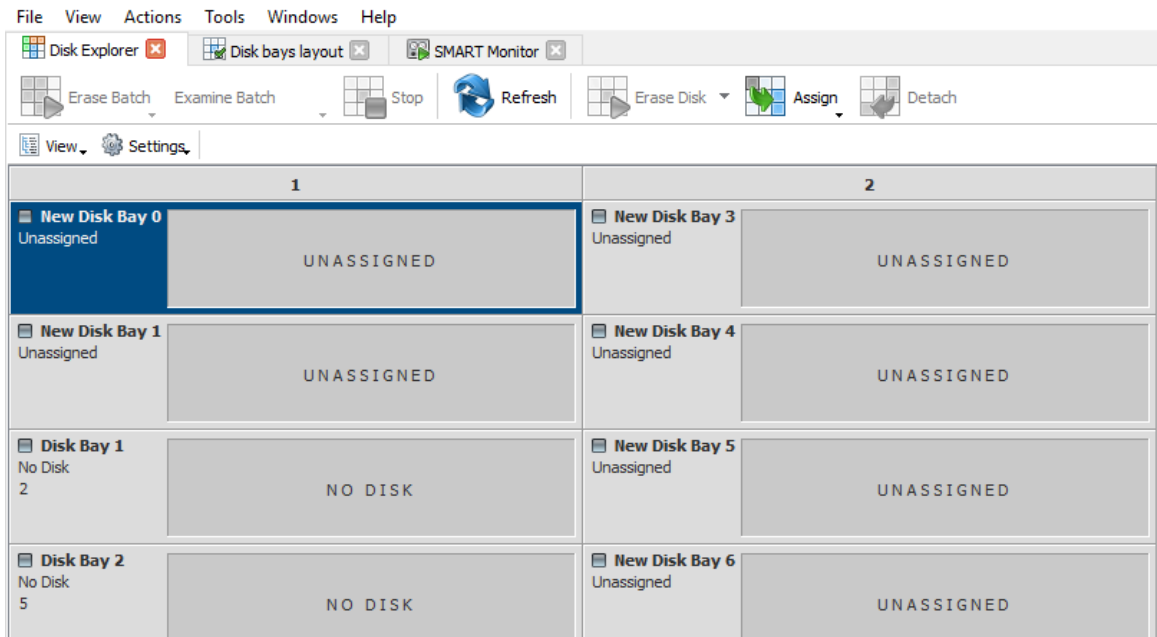 File View Actions Tools Windows Help
Disk Explorer Disk bays layout SMART Monitor
Erase Batch Examine Batch Stop Refresh Erase Disk Assign Detach
View Settings
1 2
New Disk Bay 0
Unassigned
UNASSIGNED
New Disk Bay 3
Unassigned
UNASSIGNED
New Disk Bay 1
Unassigned
UNASSIGNED
New Disk Bay 4
Unassigned
UNASSIGNED
Disk Bay 1
No Disk
2
NO DISK
New Disk Bay 5
Unassigned
UNASSIGNED
Disk Bay 2
No Disk
5
NO DISK
New Disk Bay 6
Unassigned
UNASSIGNED